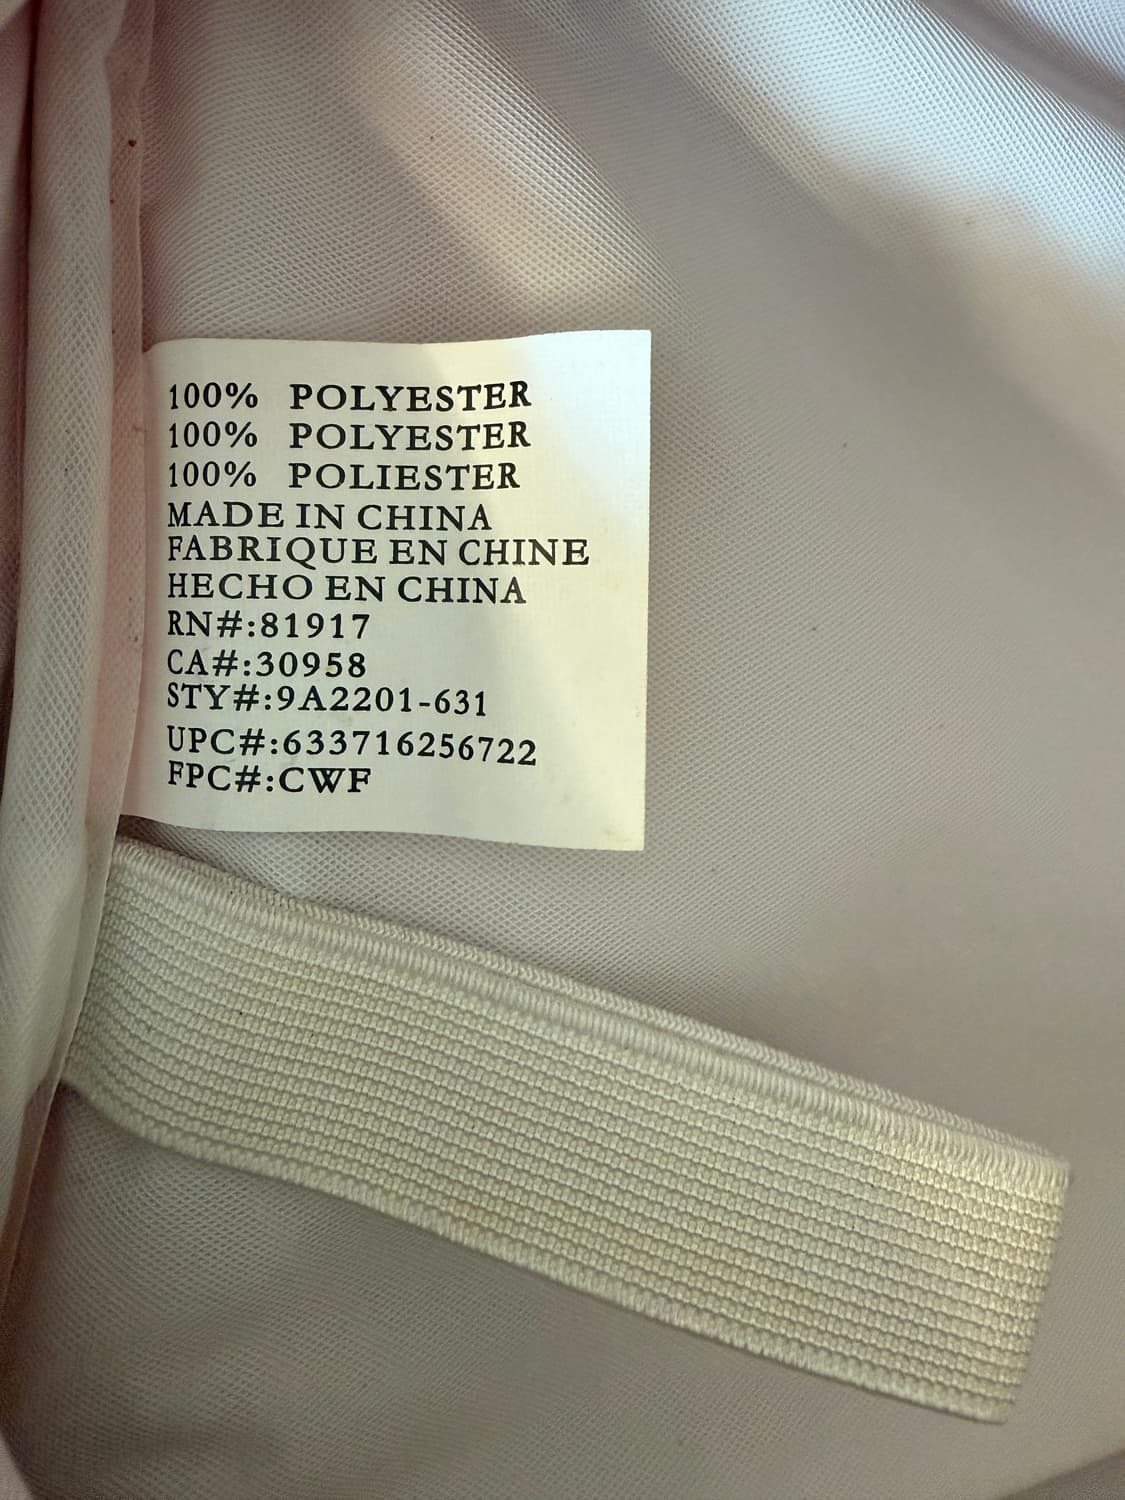 100% POLYESTER
100% POLYESTER
100% POLIESTER
MADE IN CHINA
FABRIQUE EN CHINE
HECHO EN CHINA
RN#:81917
CA#:30958
STY#:9A2201-631
UPC#:633716256722
FPC#:CWF